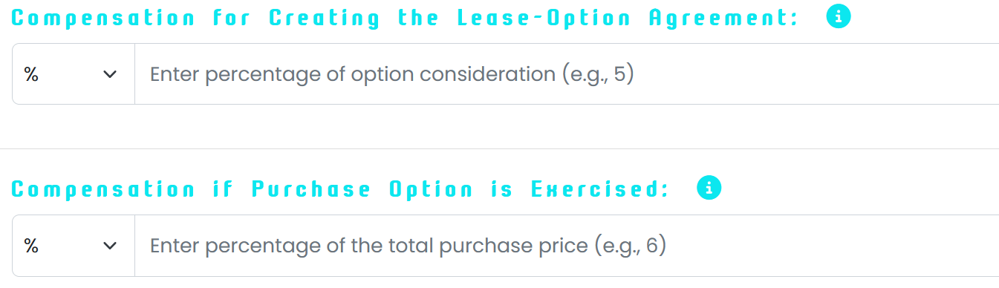 Compensation for Creating the Lease-Option Agreement:
% Enter percentage of option consideration (e.g., 5)
Compensation if Purchase Option is Exercised:
% Enter percentage of the total purchase price (e.g., 6)